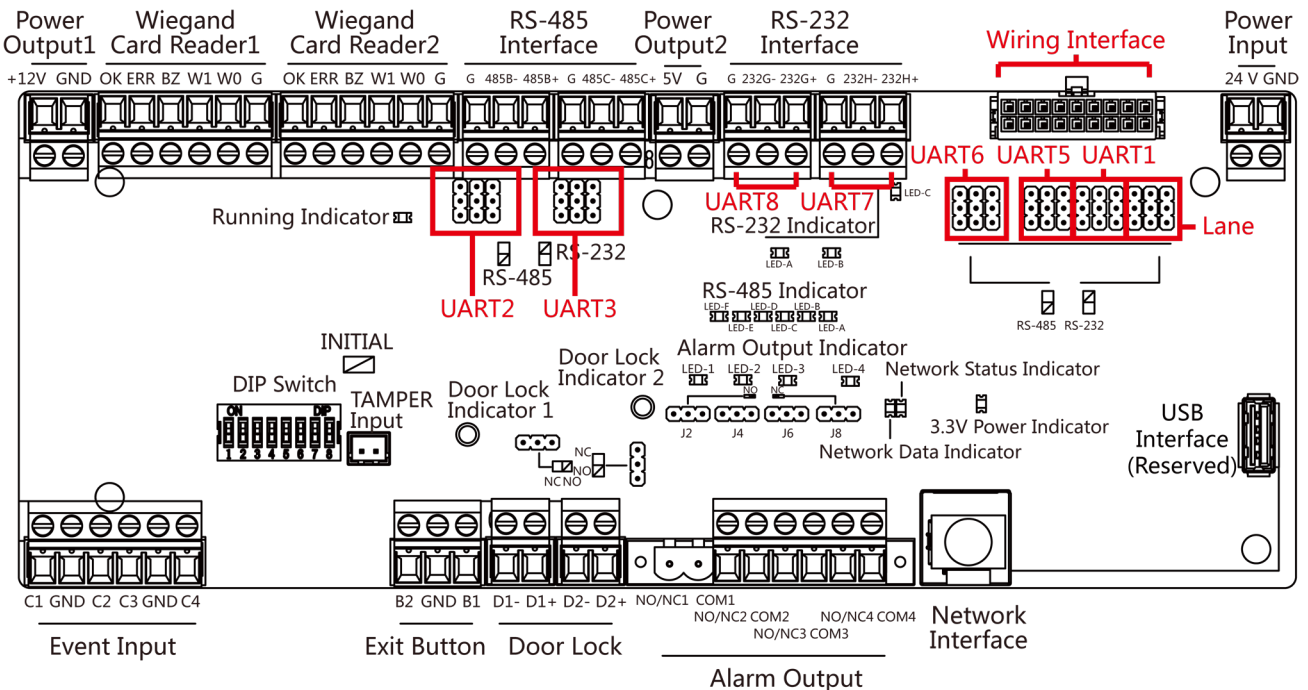 Power Output1
Wiegand Card Reader1
Wiegand Card Reader2
RS-485 Interface
Power Output2
RS-232 Interface
Wiring Interface
Power Input
+12V GND
OK ERR BZ W1 W0 G
OK ERR BZ W1 W0 G
G 485B- 485B+
G 485C- 485C+
5V G
G 232G- 232G+
G 232H- 232H+
24 V GND
UART6 UART5 UART1
UART8 UART7
LED-C
Lane
Running Indicator
RS-232 Indicator
LED-A
LED-B
RS-485
RS-232
UART2
UART3
RS-485 Indicator
LED-F
LED-D
LED-B
LED-E
LED-C
LED-A
RS-485
RS-232
INITIAL
DIP Switch
ON
DIP
1 2 3 4 5 6 7 8
TAMPER Input
Door Lock Indicator 1
Door Lock Indicator 2
Alarm Output Indicator
LED-1
LED-2
LED-3
LED-4
NO
NC
J2
J4
J6
J8
Network Status Indicator
3.3V Power Indicator
Network Data Indicator
USB Interface (Reserved)
NC
NO
NC NO
C1 GND C2 C3 GND C4
Event Input
B2 GND B1
Exit Button
D1- D1+ D2- D2+
Door Lock
NO/NC1 COM1
NO/NC2 COM2
NO/NC3 COM3
NO/NC4 COM4
Alarm Output
Network Interface